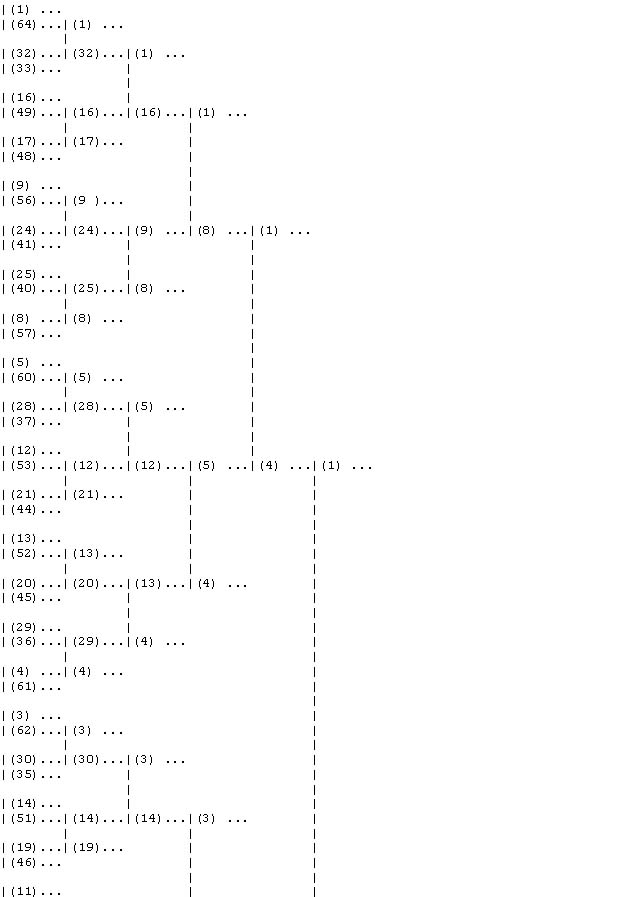 |(1) ...
|(64)...|(1) ...
        |
|(32)...|(32)...|(1) ...
|(33)...        |
                |
|(16)...        |
|(49)...|(16)...|(16)...|(1) ...
        |               |
|(17)...|(17)...        |
|(48)...                |
                        |
|(9) ...                |
|(56)...|(9 )...        |
        |               |
|(24)...|(24)...|(9) ...|(8) ...|(1) ...
|(41)...        |               |
                |               |
|(25)...        |               |
|(40)...|(25)...|(8) ...        |
        |                       |
|(8) ...|(8) ...                |
|(57)...                        |
                                |
|(5) ...                        |
|(60)...|(5) ...                |
        |                       |
|(28)...|(28)...|(5) ...        |
|(37)...        |               |
                |               |
|(12)...        |               |
|(53)...|(12)...|(12)...|(5) ...|(4) ...|(1) ...
        |               |               |
|(21)...|(21)...        |               |
|(44)...                |               |
                        |               |
|(13)...                |               |
|(52)...|(13)...        |               |
        |               |               |
|(20)...|(20)...|(13)...|(4) ...        |
|(45)...        |                       |
                |                       |
|(29)...        |                       |
|(36)...|(29)...|(4) ...                |
        |                               |
|(4) ...|(4) ...                        |
|(61)...                                |
                                        |
|(3) ...                                |
|(62)...|(3) ...                        |
        |                               |
|(30)...|(30)...|(3) ...                |
|(35)...        |                       |
                |                       |
|(14)...        |                       |
|(51)...|(14)...|(14)...|(3) ...        |
        |               |               |
|(19)...|(19)...        |               |
|(46)...                |               |
                        |               |
|(11)...                |               |